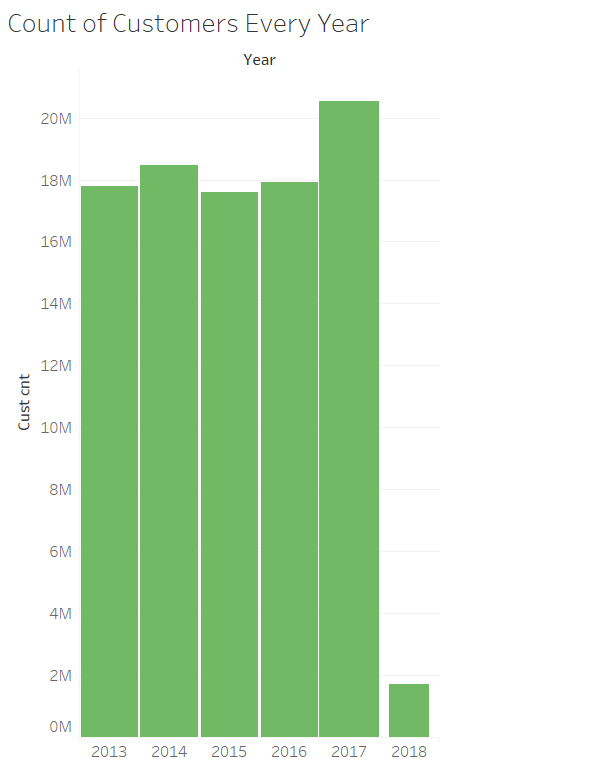 Count of Customers Every Year
Year
20M
18M
16M
14M
12M
10M
8M
6M
4M
2M
0M
Cust cnt
2013 2014 2015 2016 2017 2018